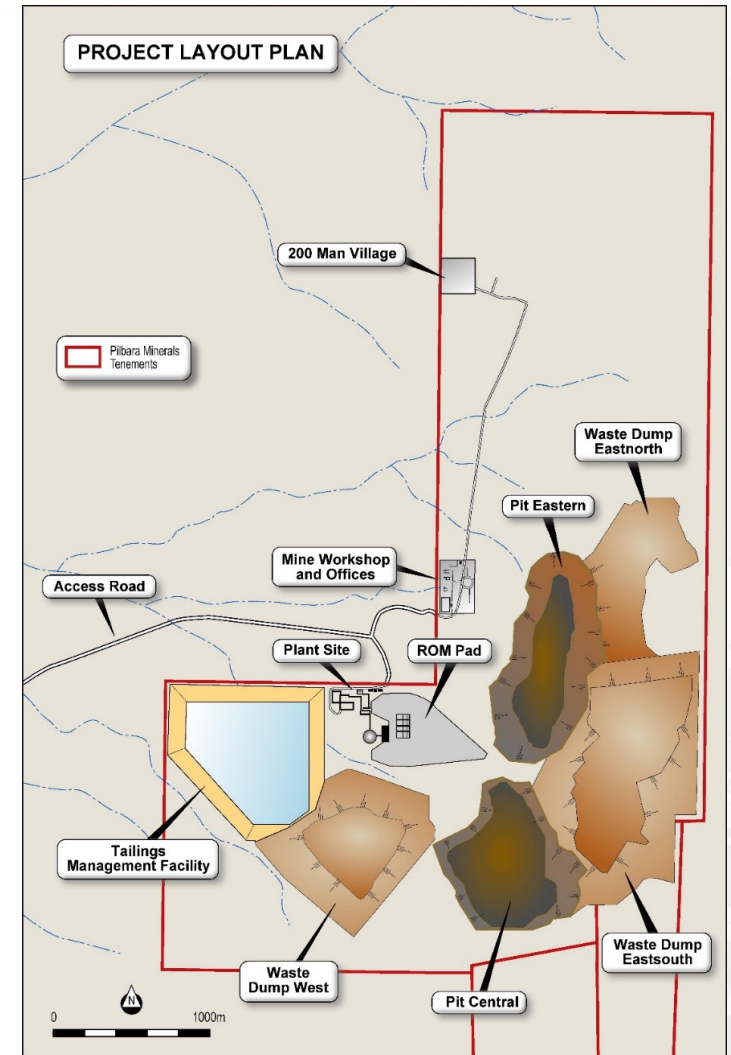 PROJECT LAYOUT PLAN
200 Man Village
Pilbara Minerals
Tenements
Waste Dump
Eastnorth
Pit Eastern
Mine Workshop
and Offices
Access Road
Plant Site
ROM Pad
Tailings
Management Facility
Waste Dump
Eastsouth
Waste
Dump West
Pit Central
N
0
1000m